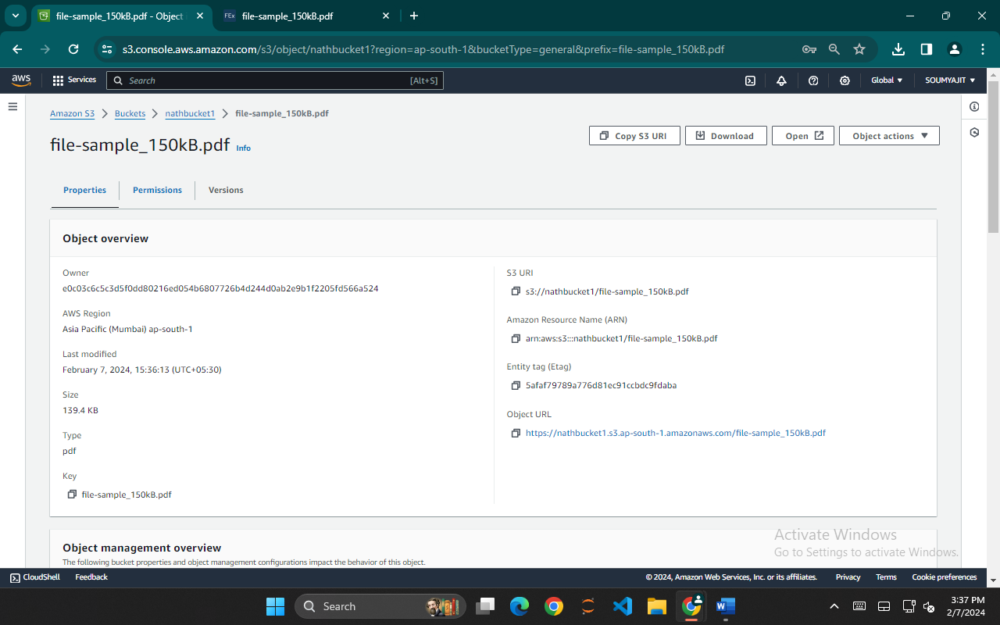 file-sample_150kB.pdf - Object
FEx file-sample_150kB.pdf
s3.console.aws.amazon.com/s3/object/nathbucket1?region=ap-south-1&bucketType=general&prefix=file-sample_150kB.pdf
aws Services Search [Alt+S] Global SOUMYAJIT
Amazon S3 Buckets nathbucket1 file-sample_150kB.pdf
file-sample_150kB.pdf Info
Copy S3 URI Download Open Object actions
Properties Permissions Versions
Object overview
Owner
e0c03c6c5c3d5f0dd80216ed054b6807726b4d244d0ab2e9b1f2205fd566a524
AWS Region
Asia Pacific (Mumbai) ap-south-1
Last modified
February 7, 2024, 15:36:13 (UTC+05:30)
Size
139.4 KB
Type
pdf
Key
file-sample_150kB.pdf
S3 URI
s3://nathbucket1/file-sample_150kB.pdf
Amazon Resource Name (ARN)
arn:aws:s3:::nathbucket1/file-sample_150kB.pdf
Entity tag (Etag)
5afaf79789a776d81ec91ccbdc9fdaba
Object URL
https://nathbucket1.s3.ap-south-1.amazonaws.com/file-sample_150kB.pdf
Object management overview
The following bucket properties and object management configurations impact the behavior of this object.
Activate Windows
Go to Settings to activate Windows.
CloudShell Feedback © 2024, Amazon Web Services, Inc. or its affiliates. Privacy Terms Cookie preferences
Search
3:37 PM
2/7/2024